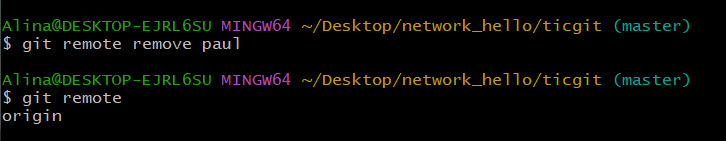 Alina@DESKTOP-EJRL6SU MINGW64 ~/Desktop/network_hello/ticgit (master)
$ git remote remove paul
Alina@DESKTOP-EJRL6SU MINGW64 ~/Desktop/network_hello/ticgit (master)
$ git remote
origin